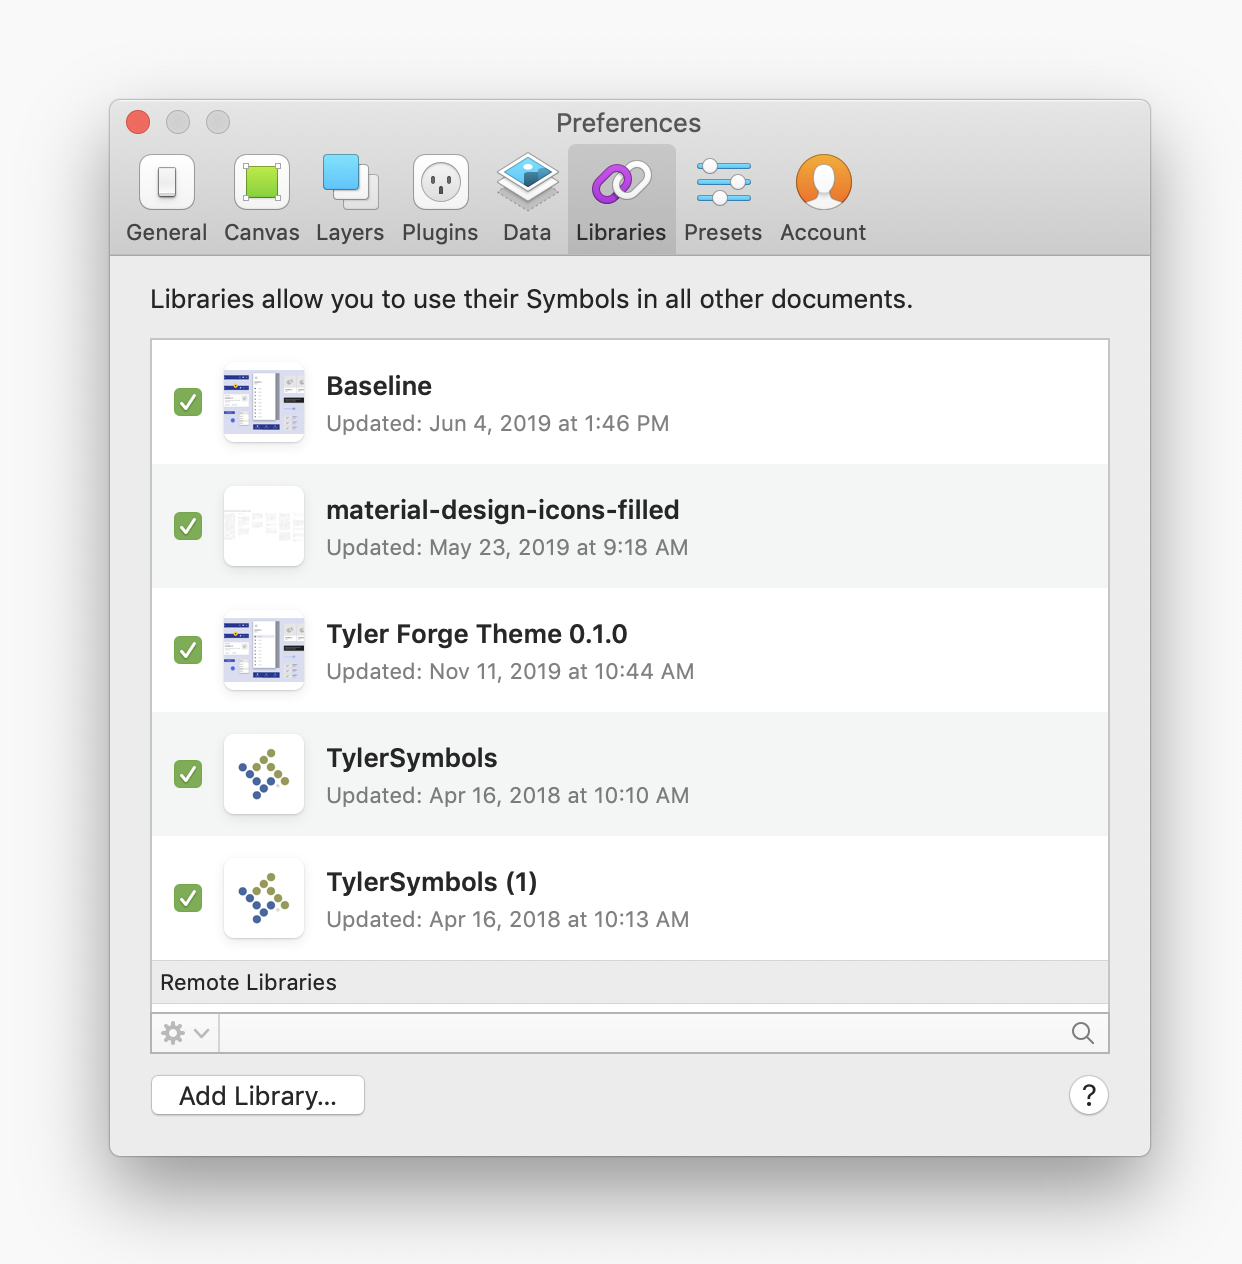 Preferences
General Canvas Layers Plugins Data Libraries Presets Account
Libraries allow you to use their Symbols in all other documents.
Baseline
Updated: Jun 4, 2019 at 1:46 PM
material-design-icons-filled
Updated: May 23, 2019 at 9:18 AM
Tyler Forge Theme 0.1.0
Updated: Nov 11, 2019 at 10:44 AM
TylerSymbols
Updated: Apr 16, 2018 at 10:10 AM
TylerSymbols (1)
Updated: Apr 16, 2018 at 10:13 AM
Remote Libraries
Add Library... ?